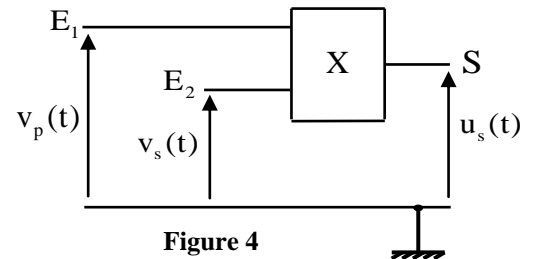 E₁
X
S
E₂
vₚ(t)
vₛ(t)
uₛ(t)
Figure 4